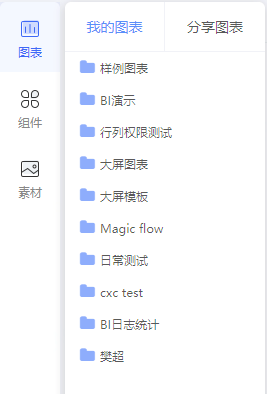 图表
组件
素材
我的图表 分享图表
样例图表
BI演示
行列权限测试
大屏图表
大屏模板
Magic flow
日常测试
cxc test
BI日志统计
樊超